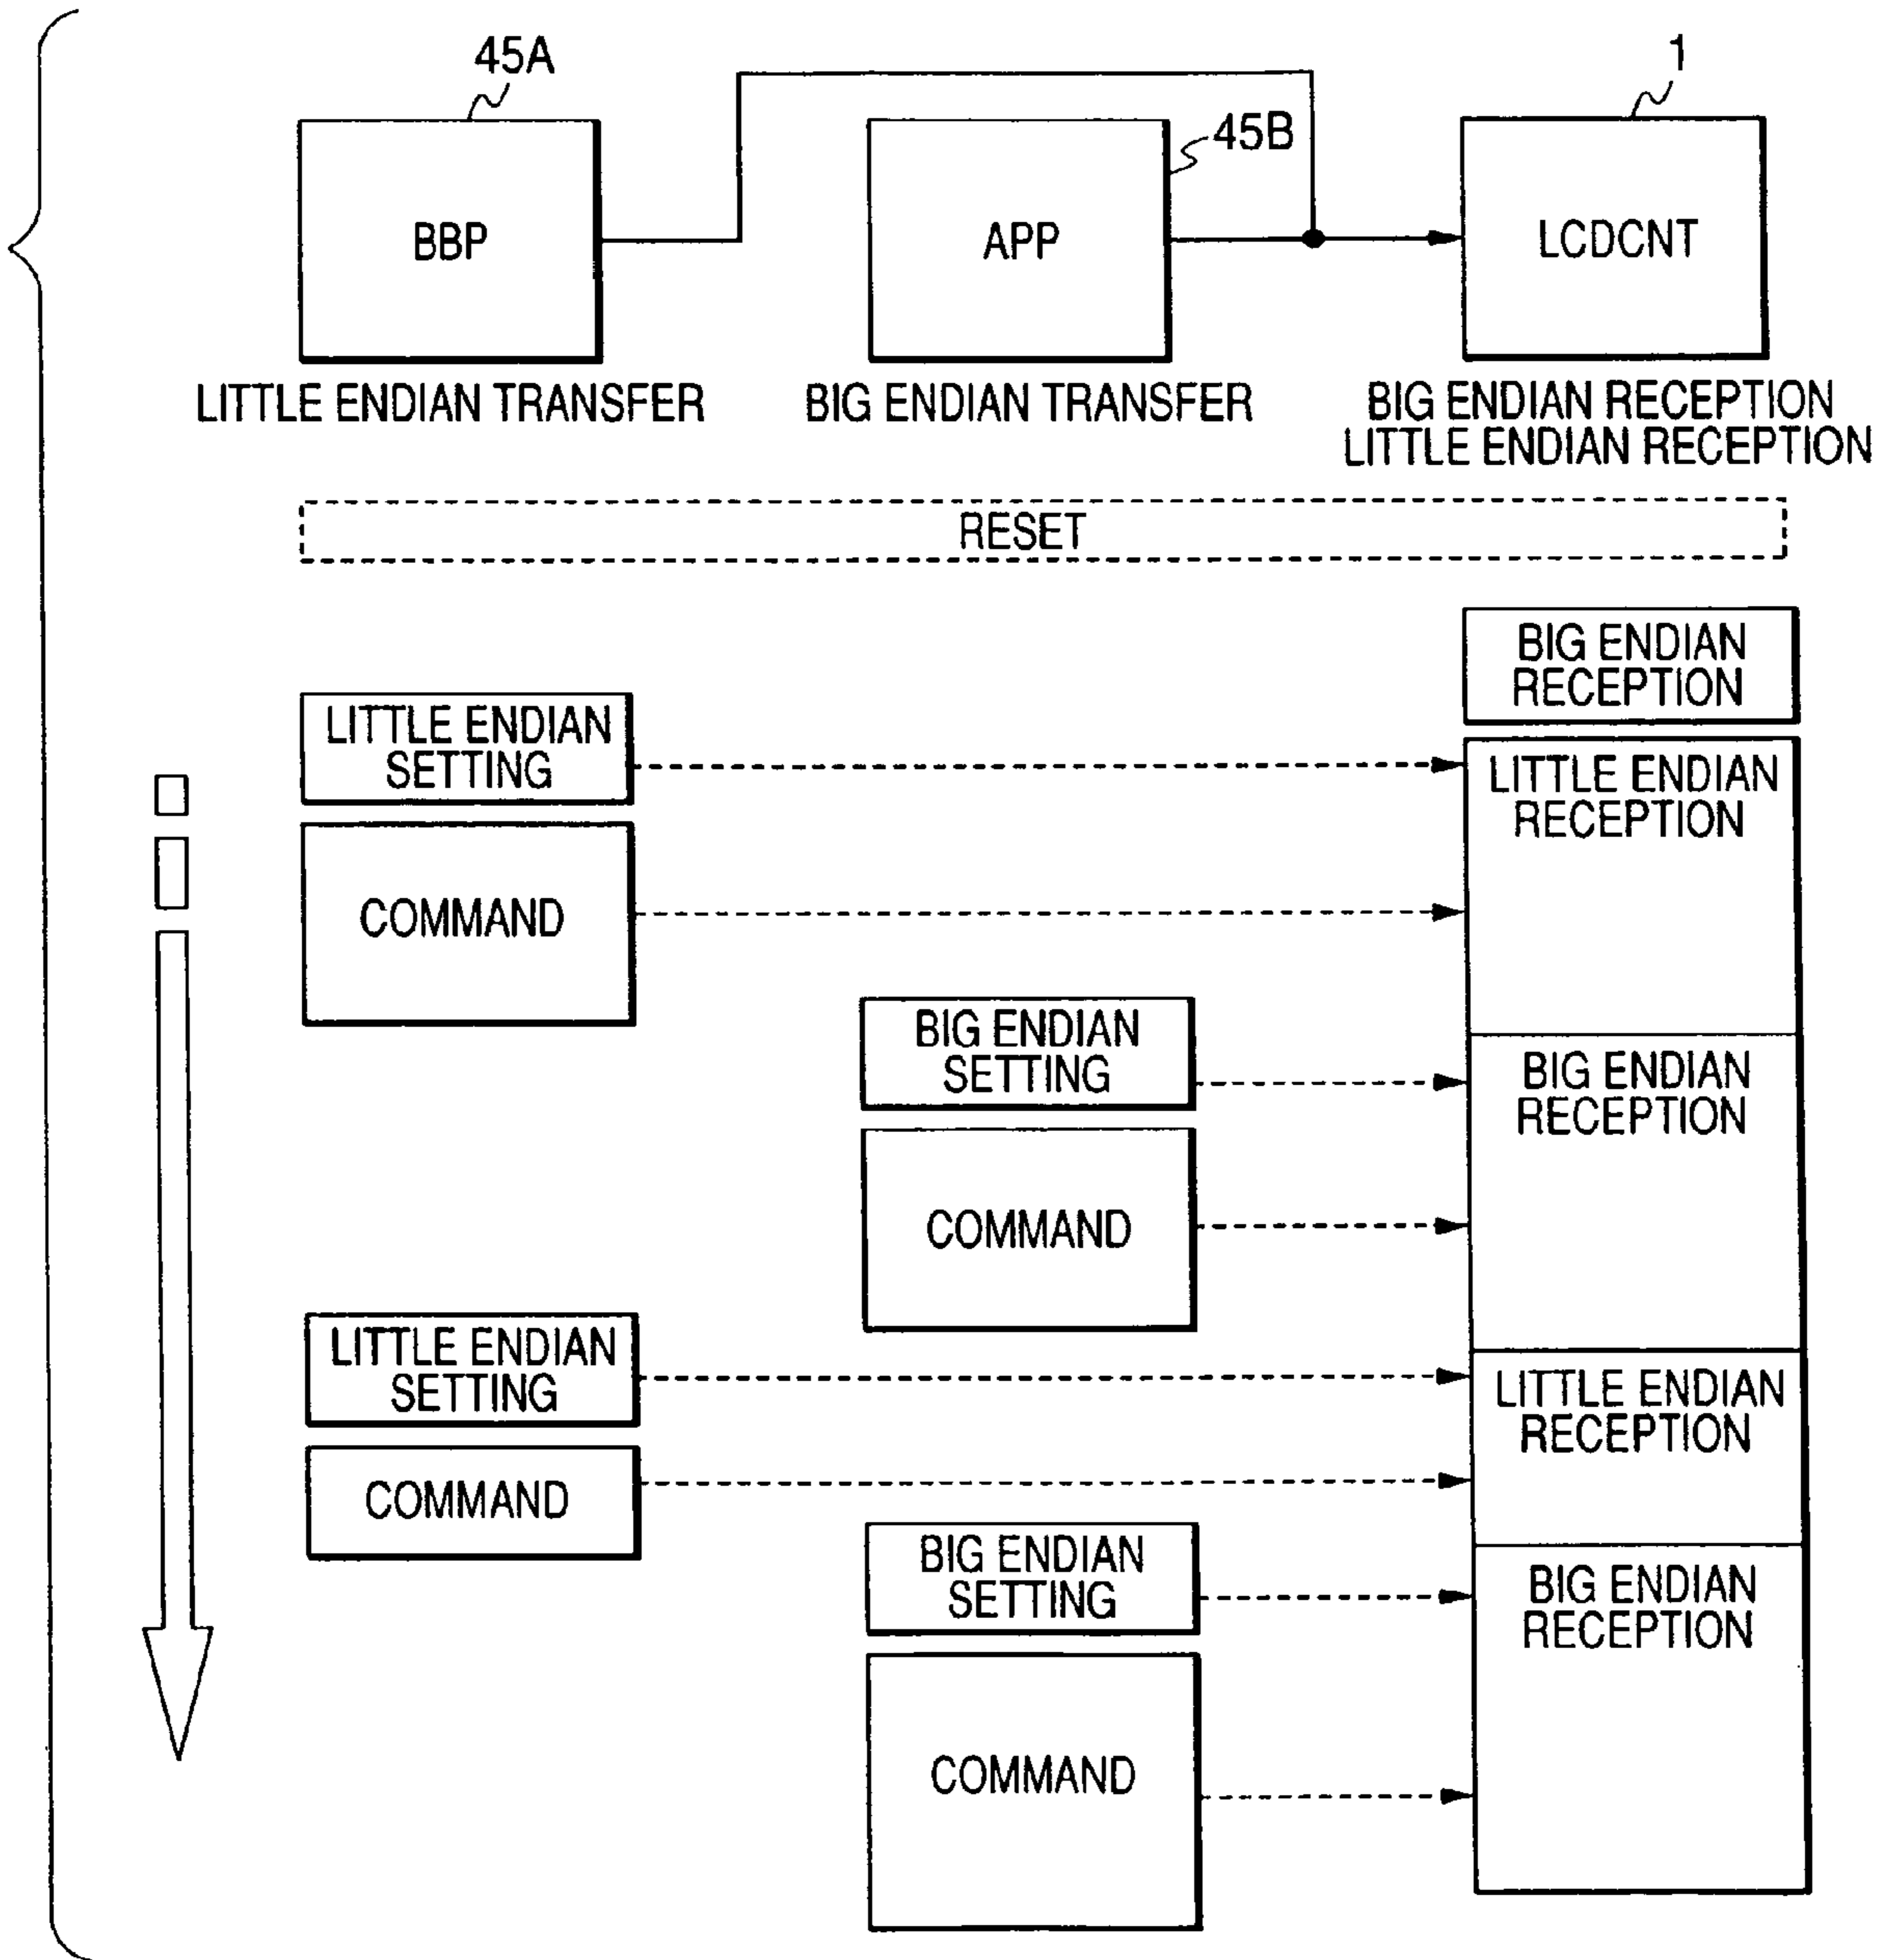 45A
1
45B
BBP
APP
LCDCNT
LITTLE ENDIAN TRANSFER
BIG ENDIAN TRANSFER
BIG ENDIAN RECEPTION
LITTLE ENDIAN RECEPTION
RESET
BIG ENDIAN
RECEPTION
LITTLE ENDIAN
SETTING
LITTLE ENDIAN
RECEPTION
COMMAND
BIG ENDIAN
SETTING
BIG ENDIAN
RECEPTION
COMMAND
LITTLE ENDIAN
SETTING
LITTLE ENDIAN
RECEPTION
COMMAND
BIG ENDIAN
SETTING
BIG ENDIAN
RECEPTION
COMMAND